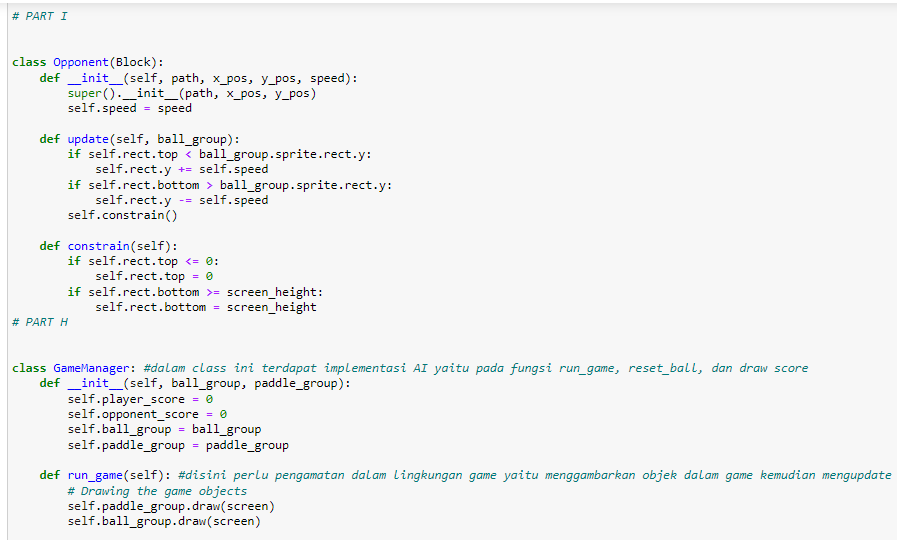 # PART I
class Opponent(Block):
    def __init__(self, path, x_pos, y_pos, speed):
        super().__init__(path, x_pos, y_pos)
        self.speed = speed
    def update(self, ball_group):
        if self.rect.top < ball_group.sprite.rect.y:
            self.rect.y += self.speed
        if self.rect.bottom > ball_group.sprite.rect.y:
            self.rect.y -= self.speed
        self.constrain()
    def constrain(self):
        if self.rect.top <= 0:
            self.rect.top = 0
        if self.rect.bottom >= screen_height:
            self.rect.bottom = screen_height
# PART H
class GameManager: #dalam class ini terdapat implementasi AI yaitu pada fungsi run_game, reset_ball, dan draw score
    def __init__(self, ball_group, paddle_group):
        self.player_score = 0
        self.opponent_score = 0
        self.ball_group = ball_group
        self.paddle_group = paddle_group
    def run_game(self): #disini perlu pengamatan dalam lingkungan game yaitu menggambarkan objek dalam game kemudian mengupdate
        # Drawing the game objects
        self.paddle_group.draw(screen)
        self.ball_group.draw(screen)